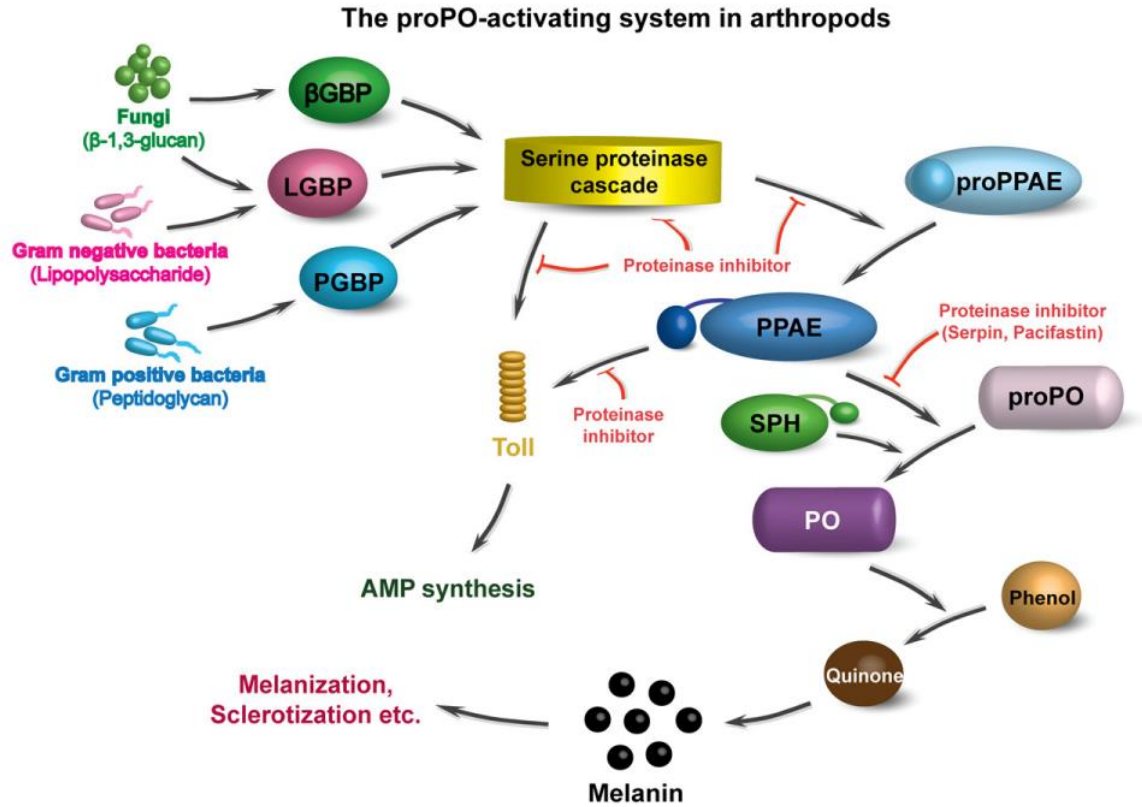 The proPO-activating system in arthropods
Fungi
(β-1,3-glucan)
βGBP
LGBP
Gram negative bacteria
(Lipopolysaccharide)
PGBP
Gram positive bacteria
(Peptidoglycan)
Serine proteinase
cascade
proPPAE
Proteinase inhibitor
PPAE
Proteinase inhibitor
(Serpin, Pacifastin)
Toll
Proteinase
inhibitor
SPH
proPO
PO
AMP synthesis
Phenol
Quinone
Melanization,
Sclerotization etc.
Melanin